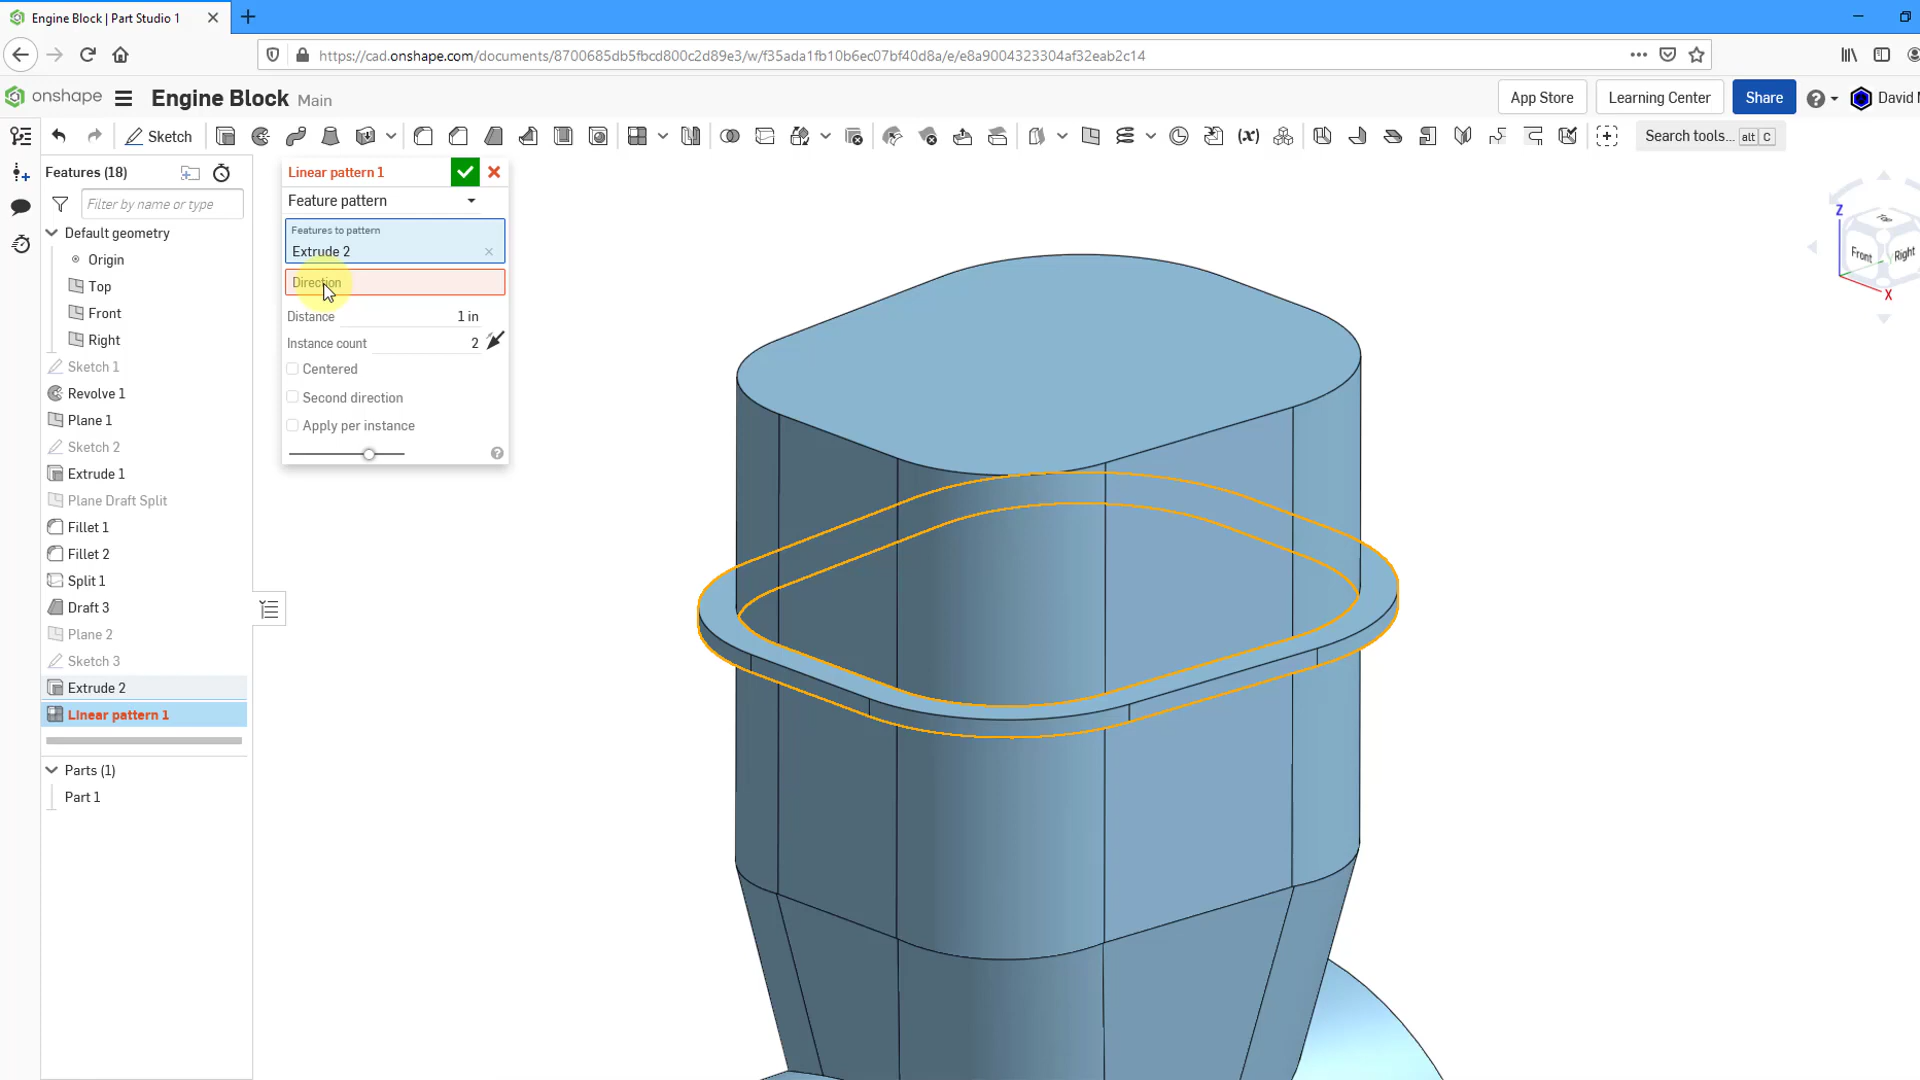 Engine Block | Part Studio 1
https://cad.onshape.com/documents/8700685db5fbcd800c2d89e3/w/f35ada1fb10b6ec07bf40d8a/e/e8a9004323304af32eab2c14
onshape
Engine Block Main
App Store
Learning Center
Share
David
Sketch
Search tools... alt C
Features (18)
Filter by name or type
Default geometry
Origin
Top
Front
Right
Sketch 1
Revolve 1
Plane 1
Sketch 2
Extrude 1
Plane Draft Split
Fillet 1
Fillet 2
Split 1
Draft 3
Plane 2
Sketch 3
Extrude 2
Linear pattern 1
Parts (1)
Part 1
Linear pattern 1
Feature pattern
Features to pattern
Extrude 2
Direction
Distance 1 in
Instance count 2
Centered
Second direction
Apply per instance
Z
Top
Front
Right
X